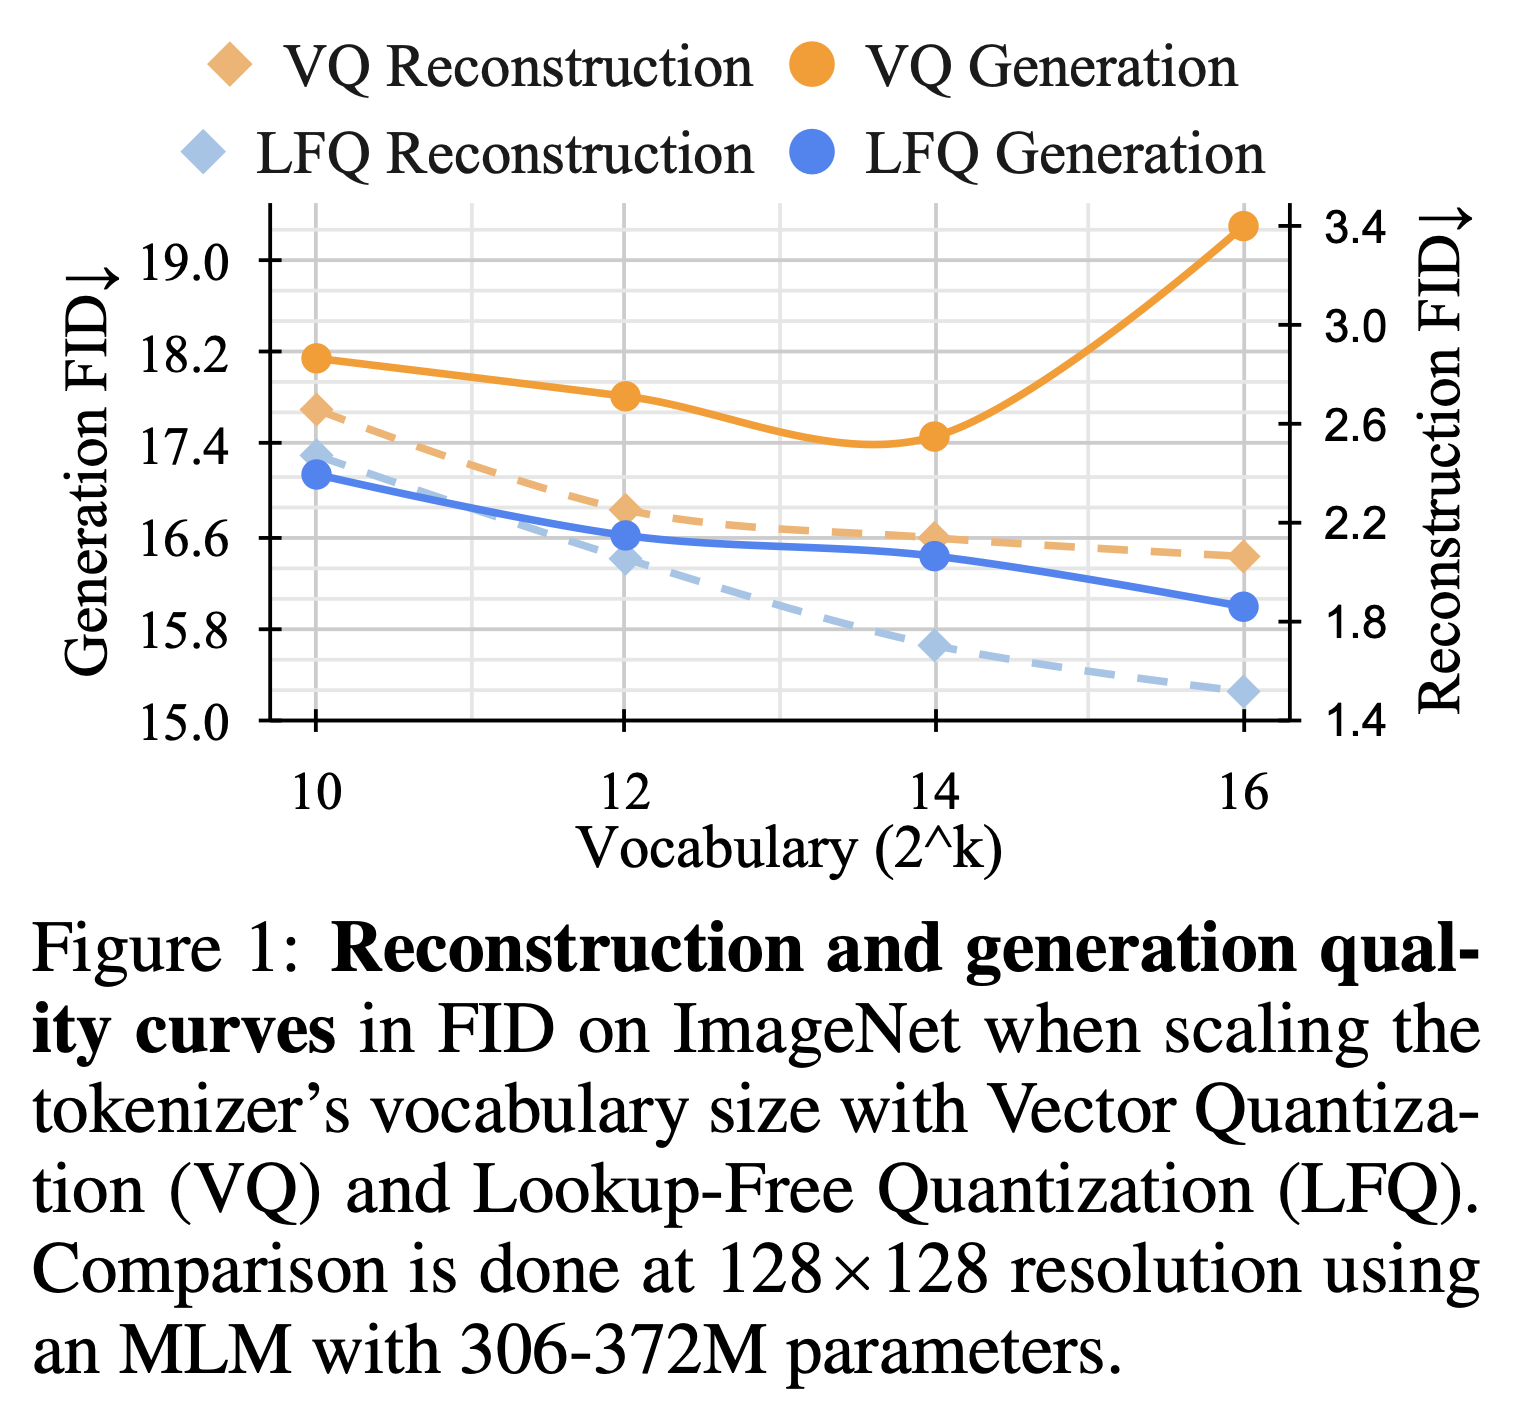 VQ Reconstruction VQ Generation
LFQ Reconstruction LFQ Generation
Generation FID↓
19.0
18.2
17.4
16.6
15.8
15.0
3.4
3.0
2.6
2.2
1.8
1.4
Reconstruction FID↓
10 12 14 16
Vocabulary (2^k)
Figure 1: Reconstruction and generation qual-
ity curves in FID on ImageNet when scaling the
tokenizer’s vocabulary size with Vector Quantiza-
tion (VQ) and Lookup-Free Quantization (LFQ).
Comparison is done at 128×128 resolution using
an MLM with 306-372M parameters.